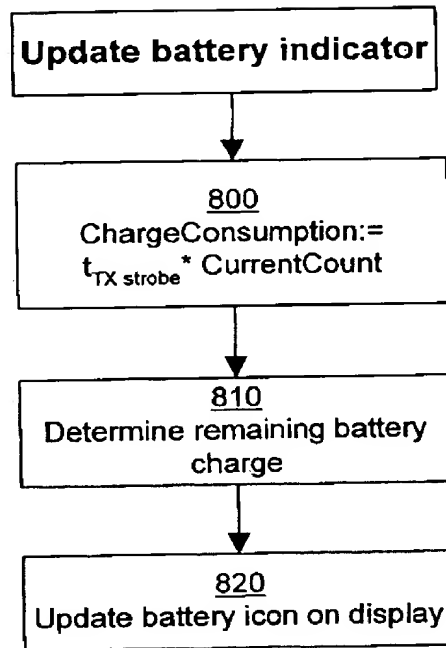 Update battery indicator
800
ChargeConsumption:=
tTX strobe* CurrentCount
810
Determine remaining battery
charge
820
Update battery icon on display